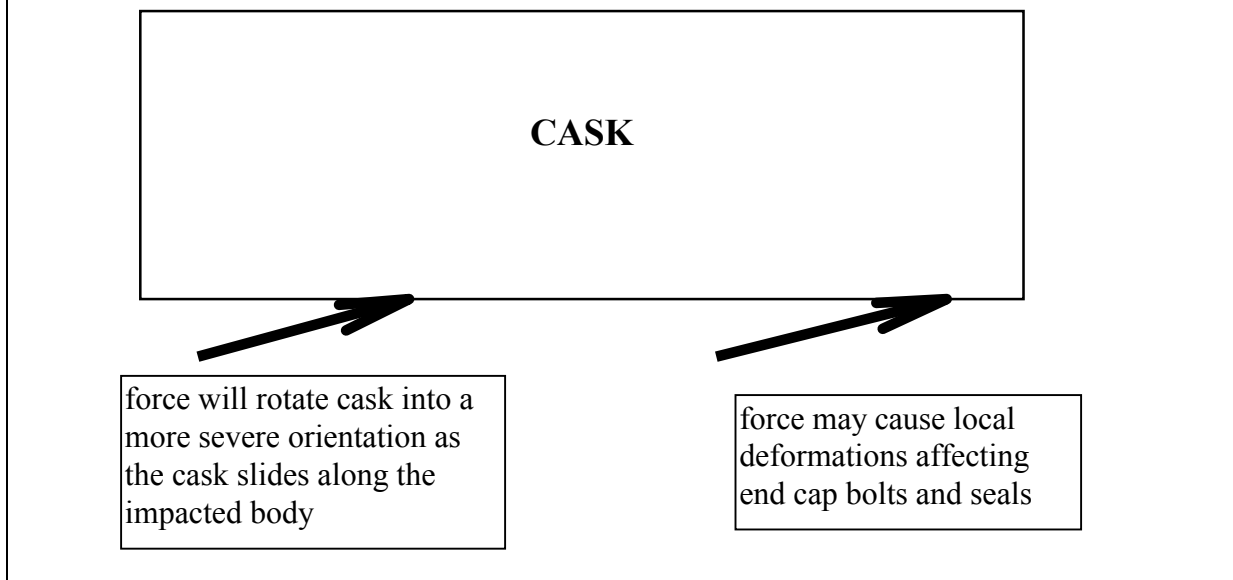 CASK
force will rotate cask into a
more severe orientation as
the cask slides along the
impacted body
force may cause local
deformations affecting
end cap bolts and seals